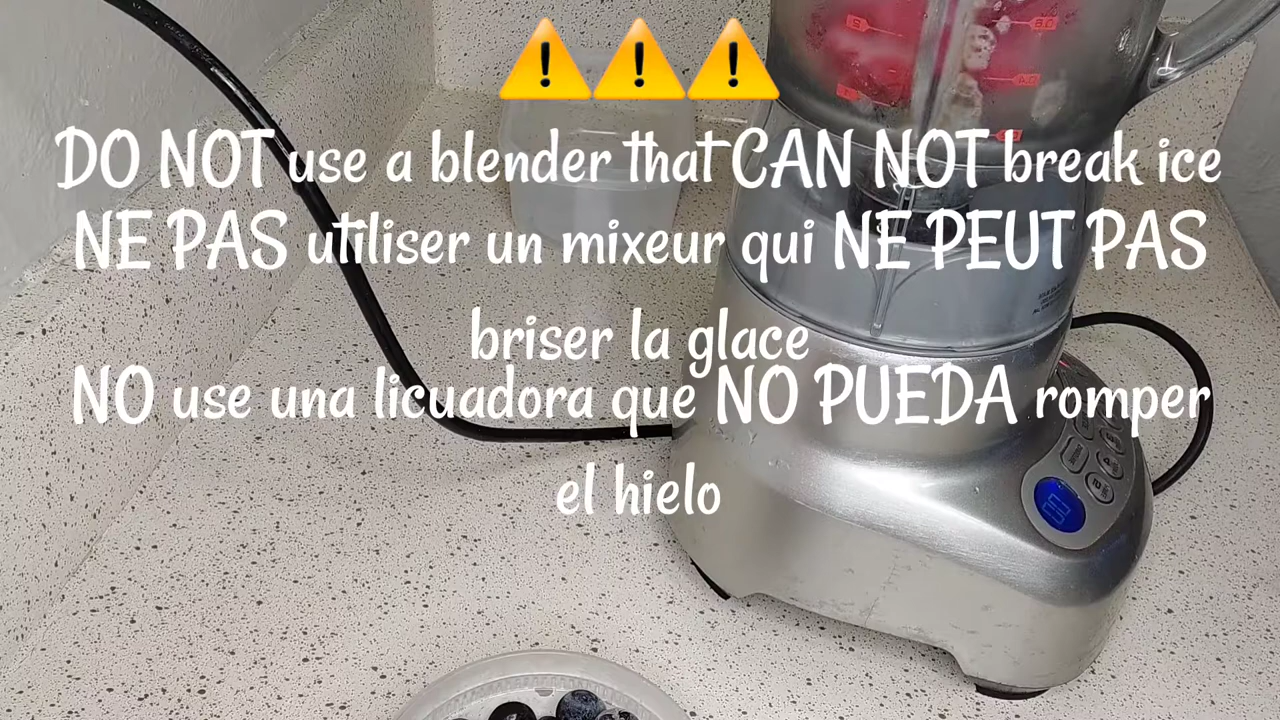 ⚠️⚠️⚠️
DO NOT use a blender that CAN NOT break ice
NE PAS utiliser un mixeur qui NE PEUT PAS
briser la glace
NO use una licuadora que NO PUEDA romper
el hielo